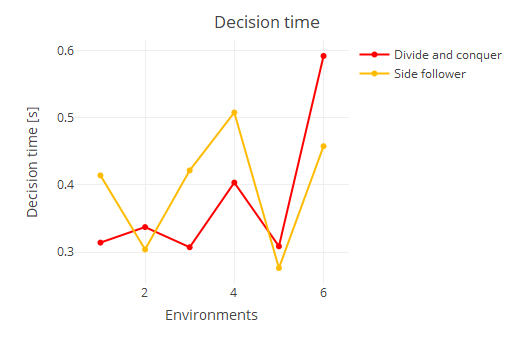 Decision time
Divide and conquer
Side follower
Decision time [s]
0.6
0.5
0.4
0.3
2
4
6
Environments